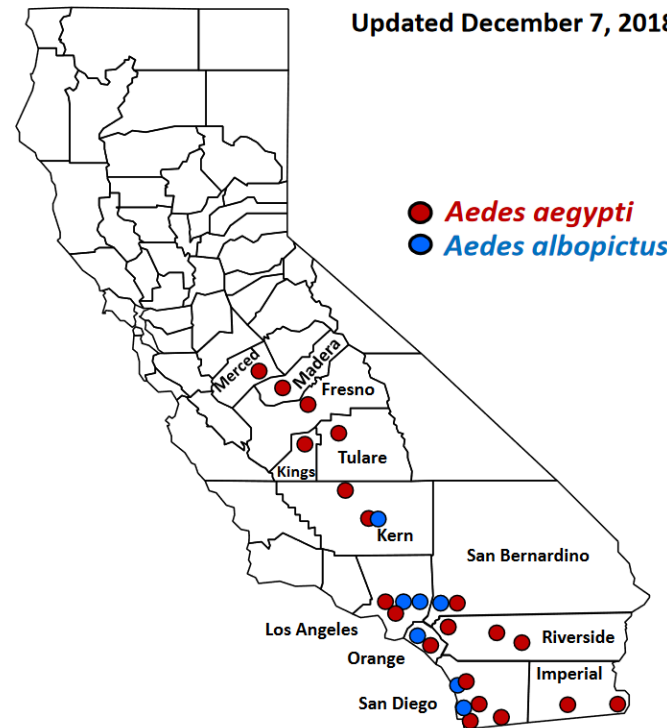 Updated December 7, 2018
Aedes aegypti
Aedes albopictus
Merced
Madera
Fresno
Kings
Tulare
Kern
San Bernardino
Los Angeles
Orange
Riverside
Imperial
San Diego